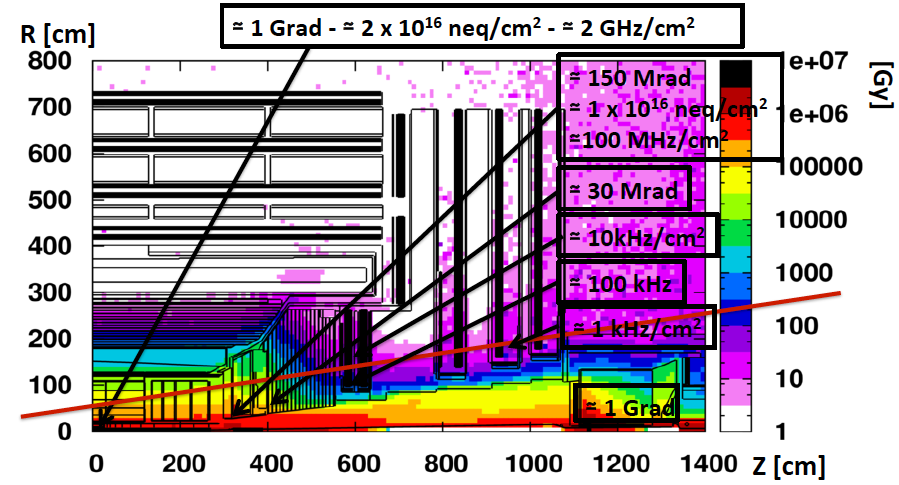 ≃ 1 Grad - ≃ 2 x 10¹⁶ neq/cm² - ≃ 2 GHz/cm²
R [cm]
800
700
600
500
400
300
200
100
0
0 200 400 600 800 1000 1200 1400 Z [cm]
≃ 150 Mrad
≃ 1 x 10¹⁶ neq/cm²
≃100 MHz/cm²
≃ 30 Mrad
≃ 10kHz/cm²
≃ 100 kHz
≃ 1 kHz/cm²
≃ 1 Grad
[Gy]
e+07
e+06
100000
10000
1000
100
10
1